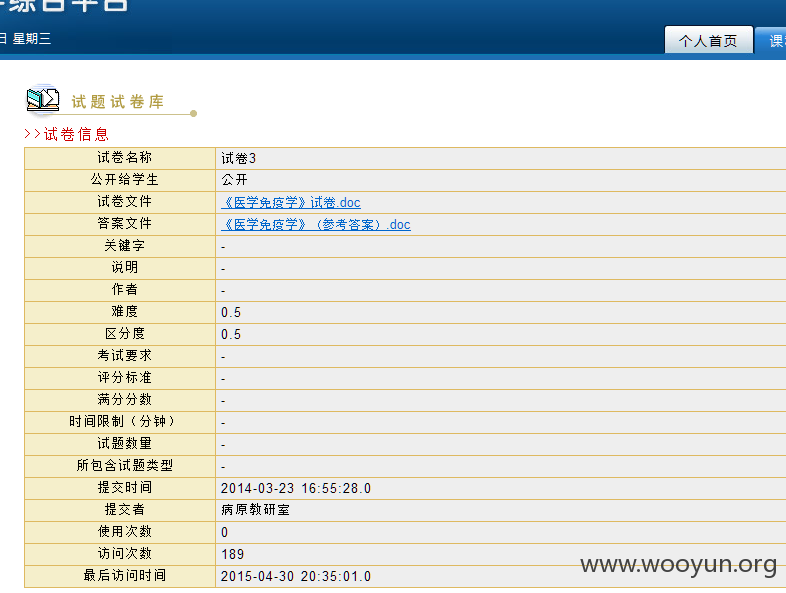 综合平台
日 星期三
个人首页
课
试题试卷库
>>试卷信息
试卷名称 试卷3
公开给学生 公开
试卷文件 《医学免疫学》试卷.doc
答案文件 《医学免疫学》（参考答案）.doc
关键字 -
说明 -
作者 -
难度 0.5
区分度 0.5
考试要求 -
评分标准 -
满分分数 -
时间限制（分钟） -
试题数量 -
所包含试题类型 -
提交时间 2014-03-23 16:55:28.0
提交者 病原教研室
使用次数 0
访问次数 189
最后访问时间 2015-04-30 20:35:01.0
www.wooyun.org